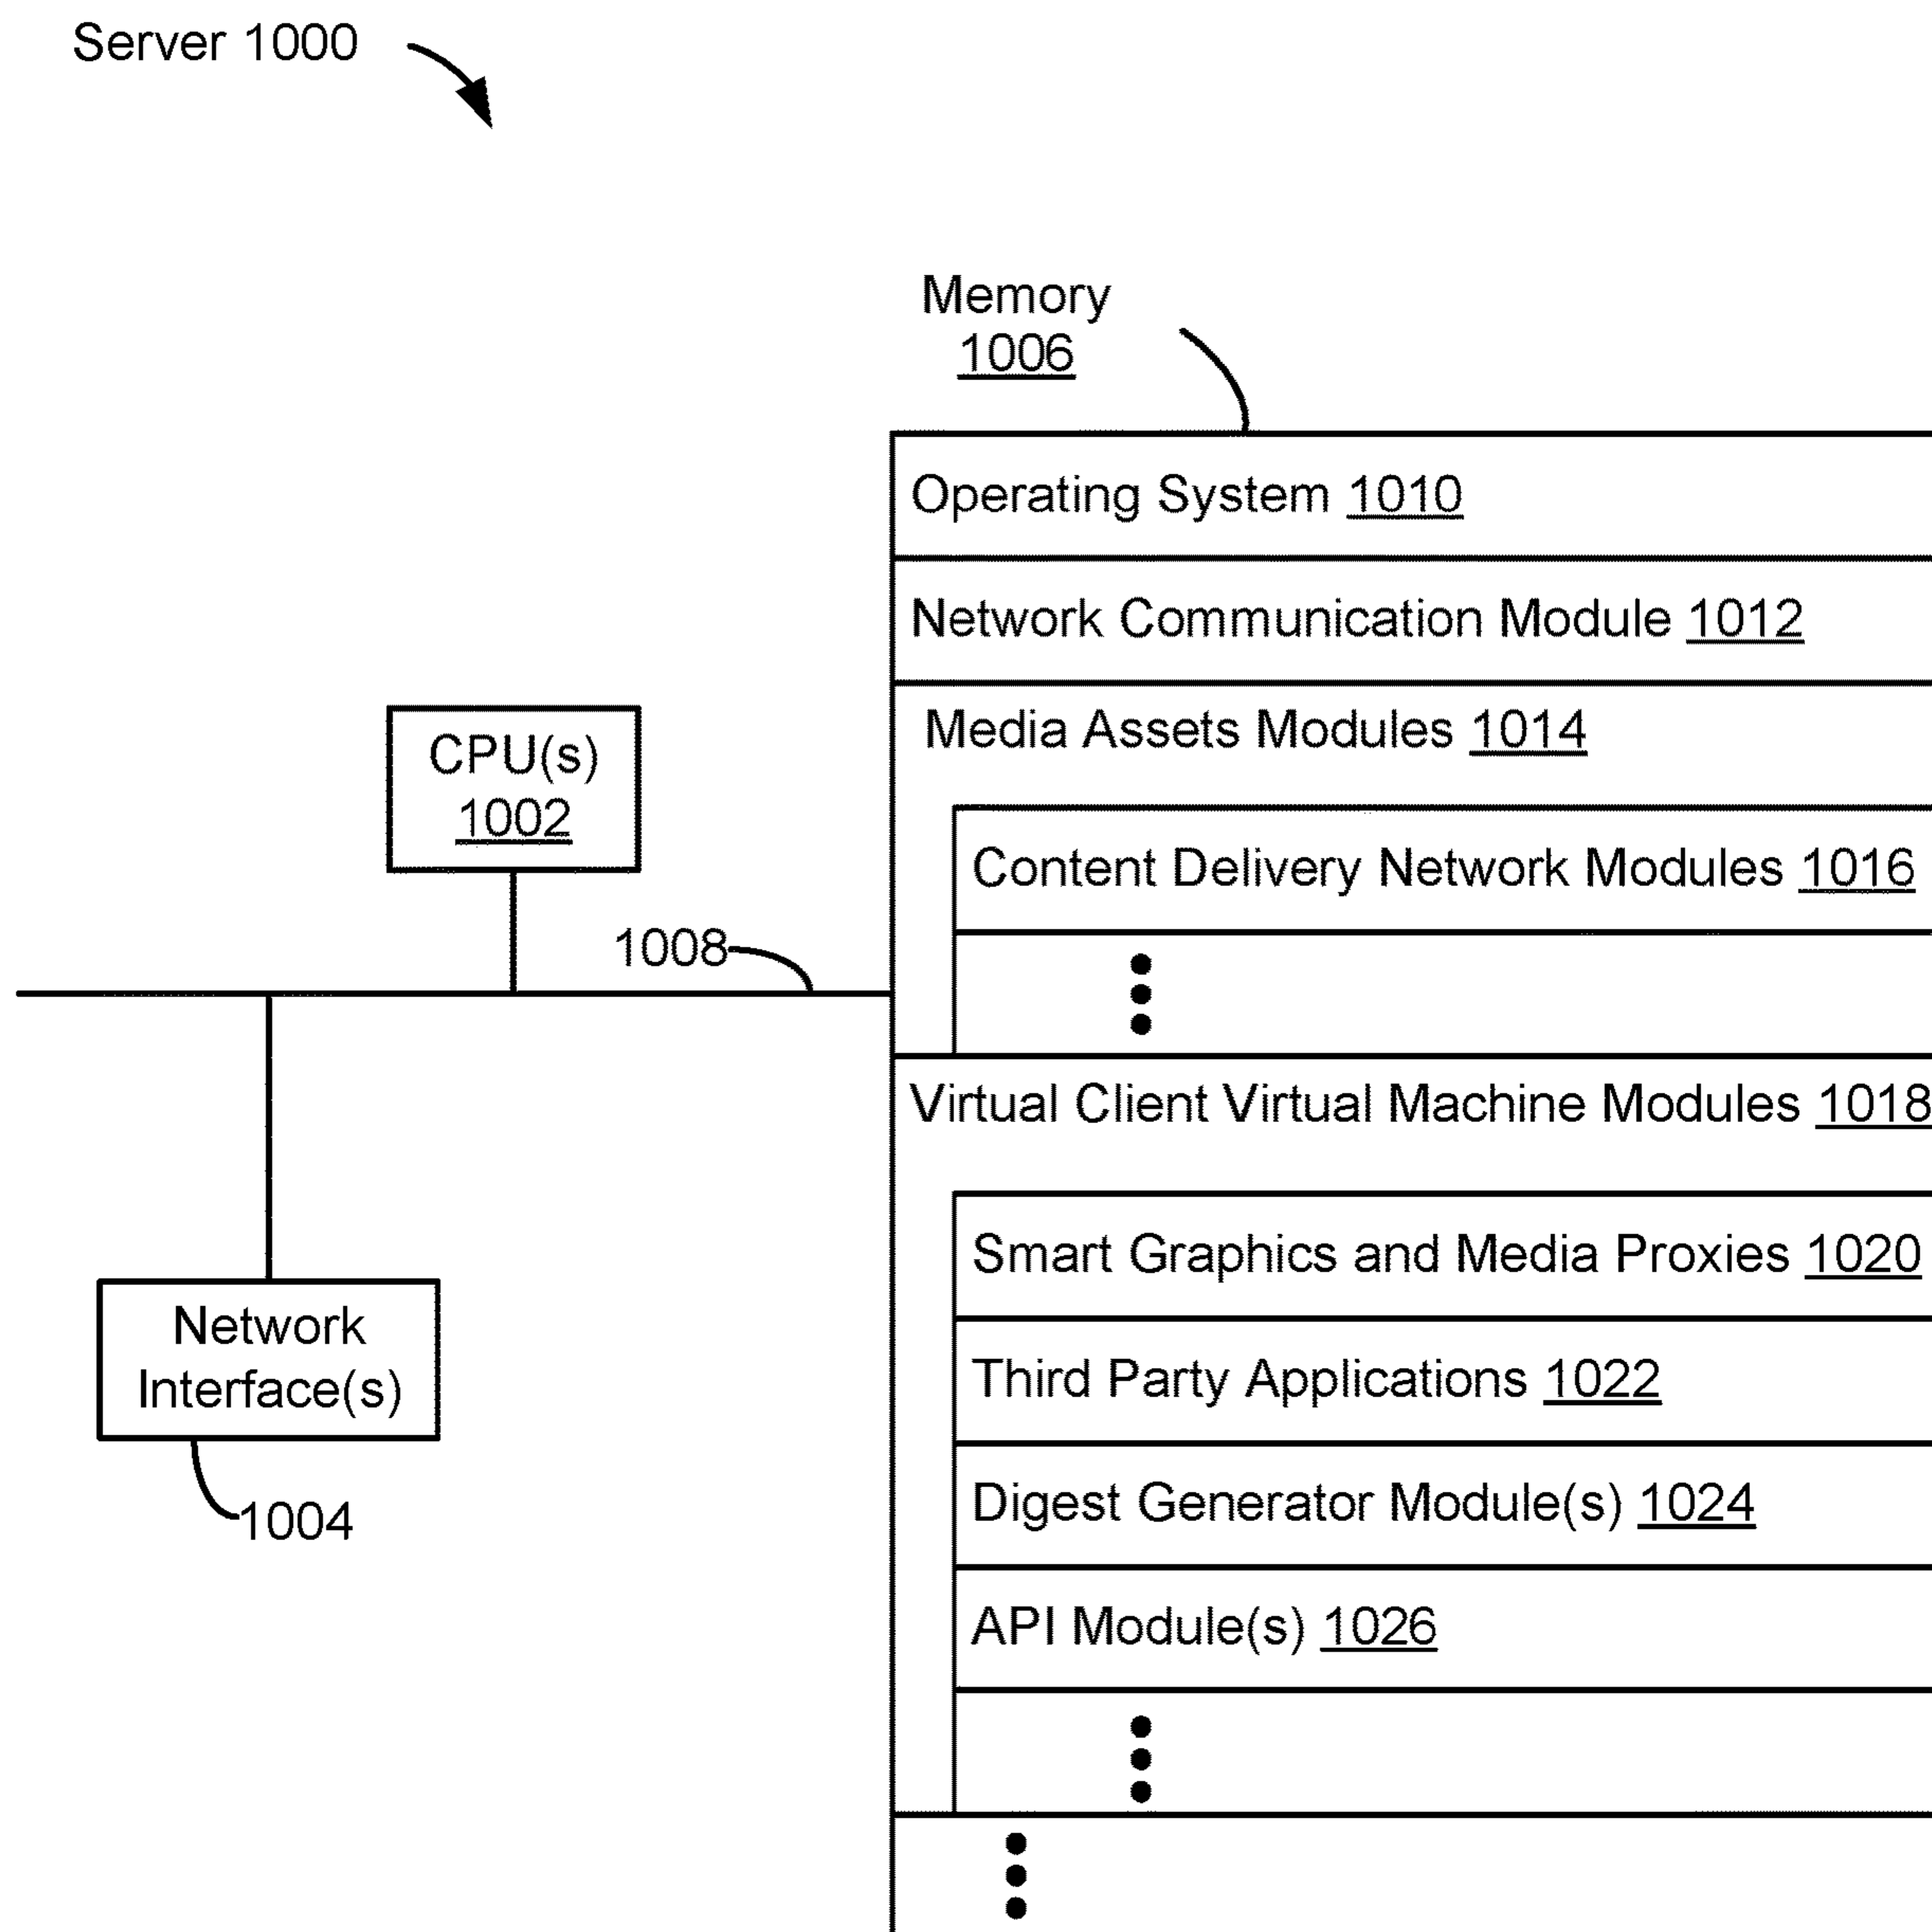 Server 1000
Memory
1006
Operating System 1010
Network Communication Module 1012
Media Assets Modules 1014
CPU(s)
1002
Content Delivery Network Modules 1016
1008
Virtual Client Virtual Machine Modules 1018
Smart Graphics and Media Proxies 1020
Network
Interface(s)
1004
Third Party Applications 1022
Digest Generator Module(s) 1024
API Module(s) 1026